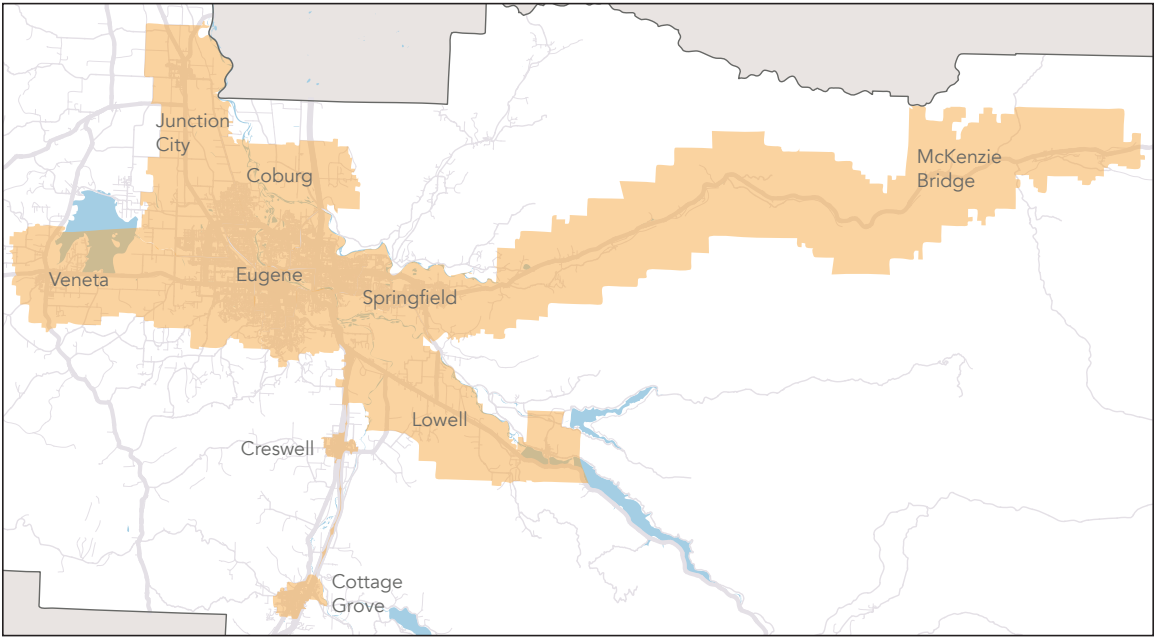 Junction
City
Coburg
McKenzie
Bridge
Veneta
Eugene
Springfield
Lowell
Creswell
Cottage
Grove